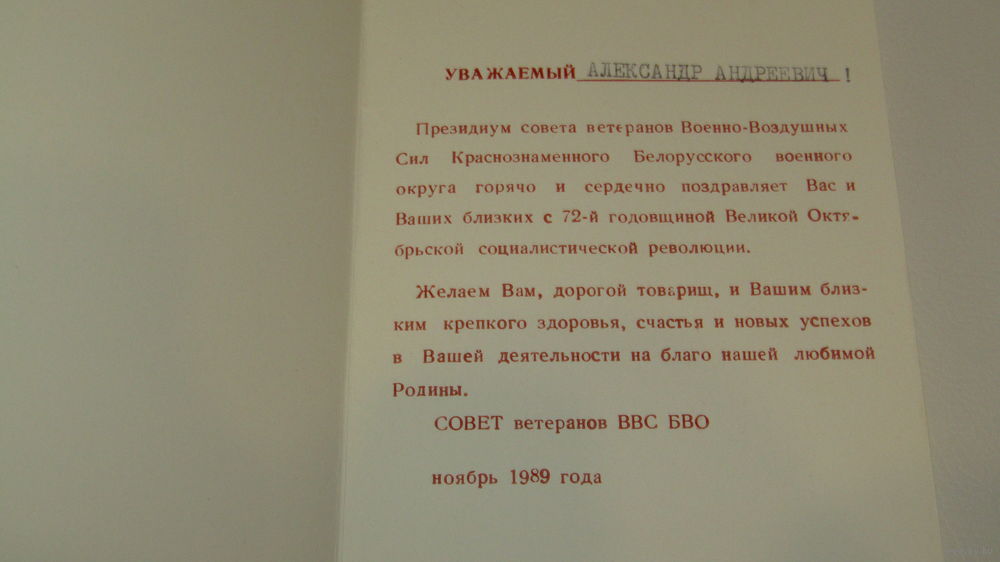 УВАЖАЕМЫЙ АЛЕКСАНДР АНДРЕЕВИЧ !
Президиум совета ветеранов Военно-Воздушных
Сил Краснознаменного Белорусского военного
округа горячо и сердечно поздравляет Вас и
Ваших близких с 72-й годовщиной Великой Октя-
брьской социалистической революции.
Желаем Вам, дорогой товарищ, и Вашим близ-
ким крепкого здоровья, счастья и новых успехов
в Вашей деятельности на благо нашей любимой
Родины.
СОВЕТ ветеранов ВВС БВО
ноябрь 1989 года